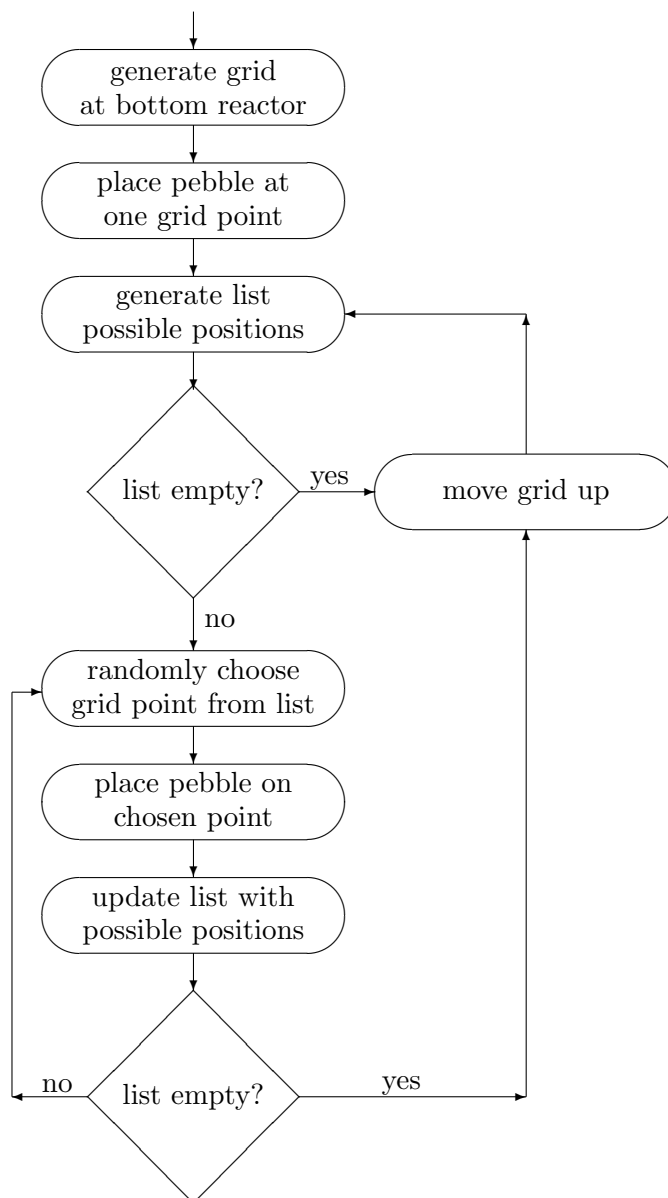 generate grid
at bottom reactor
place pebble at
one grid point
generate list
possible positions
list empty?
yes
move grid up
no
randomly choose
grid point from list
place pebble on
chosen point
update list with
possible positions
no
list empty?
yes